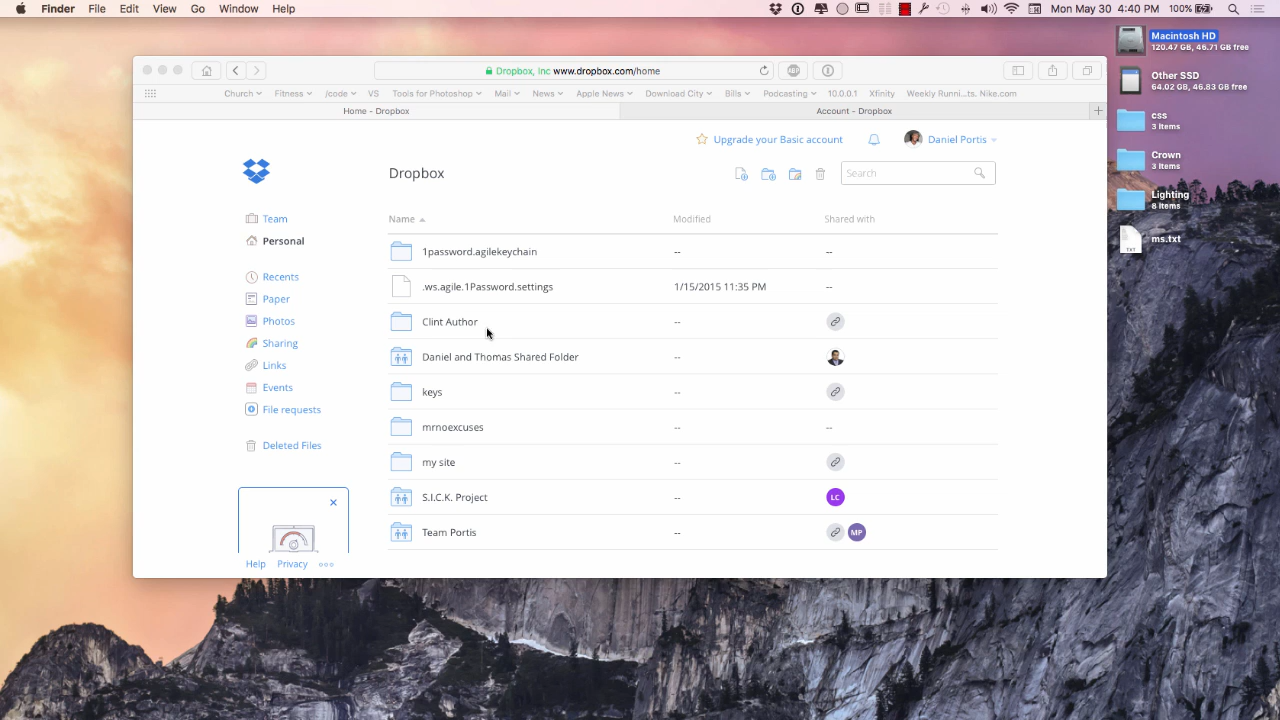 Finder File Edit View Go Window Help Mon May 30 4:40 PM 100%
Macintosh HD
120.47 GB, 46.71 GB free
Other SSD
64.02 GB, 46.83 GB free
css
3 items
Crown
3 items
Lighting
8 items
TXT
ms.txt
Dropbox, Inc www.dropbox.com/home
ABP
Church Fitness /code VS Tools for Photoshop Mail News Apple News Download City Bills Podcasting 10.0.0.1 Xfinity Weekly Runni...ts. Nike.com
Home – Dropbox Account – Dropbox
Upgrade your Basic account Daniel Portis
Dropbox Search
Team
Personal
Recents
Paper
Photos
Sharing
Links
Events
File requests
Deleted Files
Help Privacy
Name Modified Shared with
1password.agilekeychain -- --
.ws.agile.1Password.settings 1/15/2015 11:35 PM --
Clint Author --
Daniel and Thomas Shared Folder --
keys --
mrnoexcuses -- --
my site --
S.I.C.K. Project -- LC
Team Portis -- MP